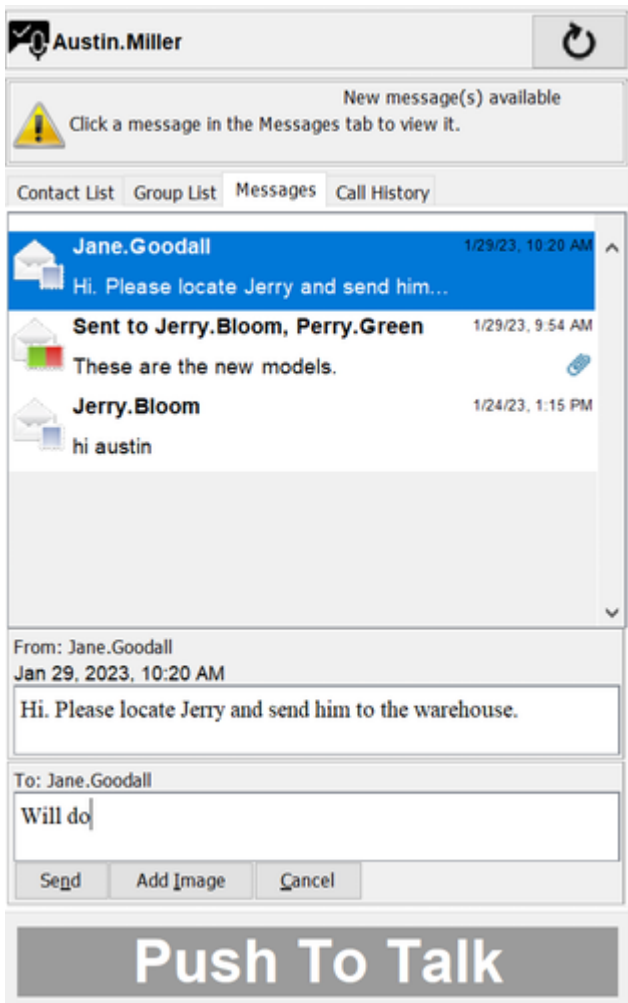 Austin.Miller
New message(s) available
Click a message in the Messages tab to view it.
Contact List Group List Messages Call History
Jane.Goodall 1/29/23, 10:20 AM
Hi. Please locate Jerry and send him...
Sent to Jerry.Bloom, Perry.Green 1/29/23, 9:54 AM
These are the new models.
Jerry.Bloom 1/24/23, 1:15 PM
hi austin
From: Jane.Goodall
Jan 29, 2023, 10:20 AM
Hi. Please locate Jerry and send him to the warehouse.
To: Jane.Goodall
Will do
Send Add Image Cancel
Push To Talk